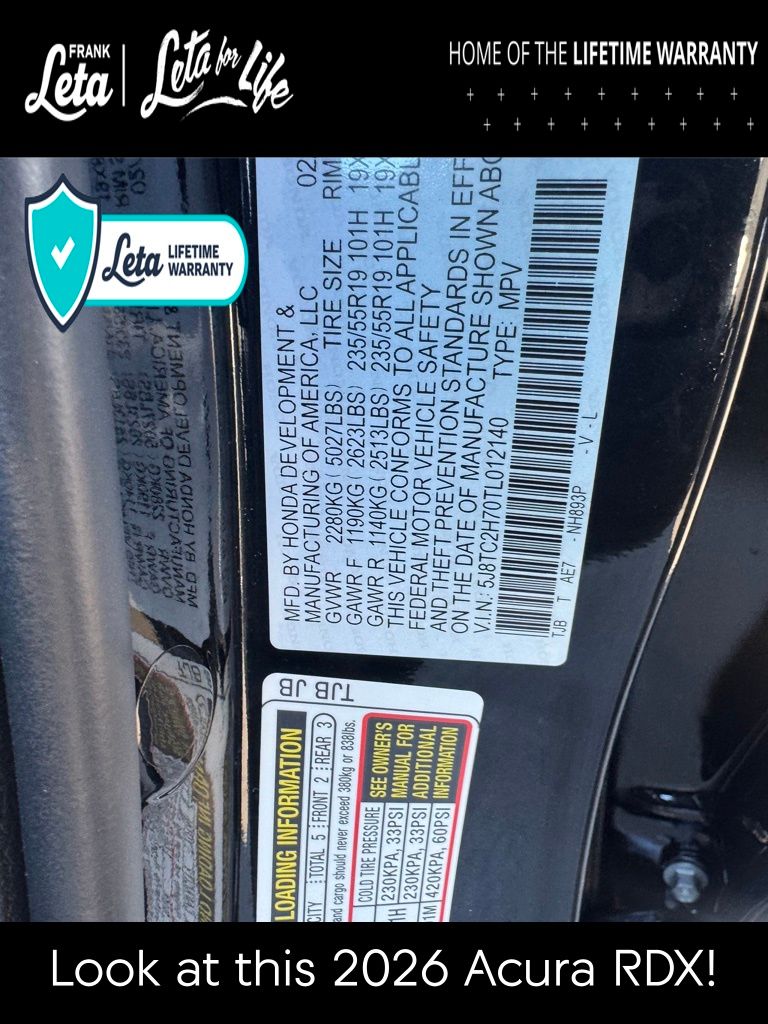 FRANK
Leta
Leta for Life
HOME OF THE LIFETIME WARRANTY
Leta LIFETIME
WARRANTY
MFD. BY HONDA DEVELOPMENT &
MANUFACTURING OF AMERICA, LLC 02
GVWR 2280KG ( 5027LBS) TIRE SIZE RIM
GAWR F 1190KG ( 2623LBS) 235/55R19 101H 19X
GAWR R 1140KG ( 2513LBS) 235/55R19 101H 19X
THIS VEHICLE CONFORMS TO ALL APPLICABL
FEDERAL MOTOR VEHICLE SAFETY
AND THEFT PREVENTION STANDARDS IN EFF
ON THE DATE OF MANUFACTURE SHOWN ABO
V.I.N.: 5J8TC2H70TL012140 TYPE: MPV
TJB T AE7 -NH893P -V -L
TJB JB
LOADING INFORMATION
CITY TOTAL 5 FRONT 2 REAR 3
and cargo should never exceed 380kg or 838lbs.
COLD TIRE PRESSURE
1H 230KPA, 33PSI
230KPA, 33PSI
1M 420KPA, 60PSI
SEE OWNER'S
MANUAL FOR
ADDITIONAL
INFORMATION
Look at this 2026 Acura RDX!